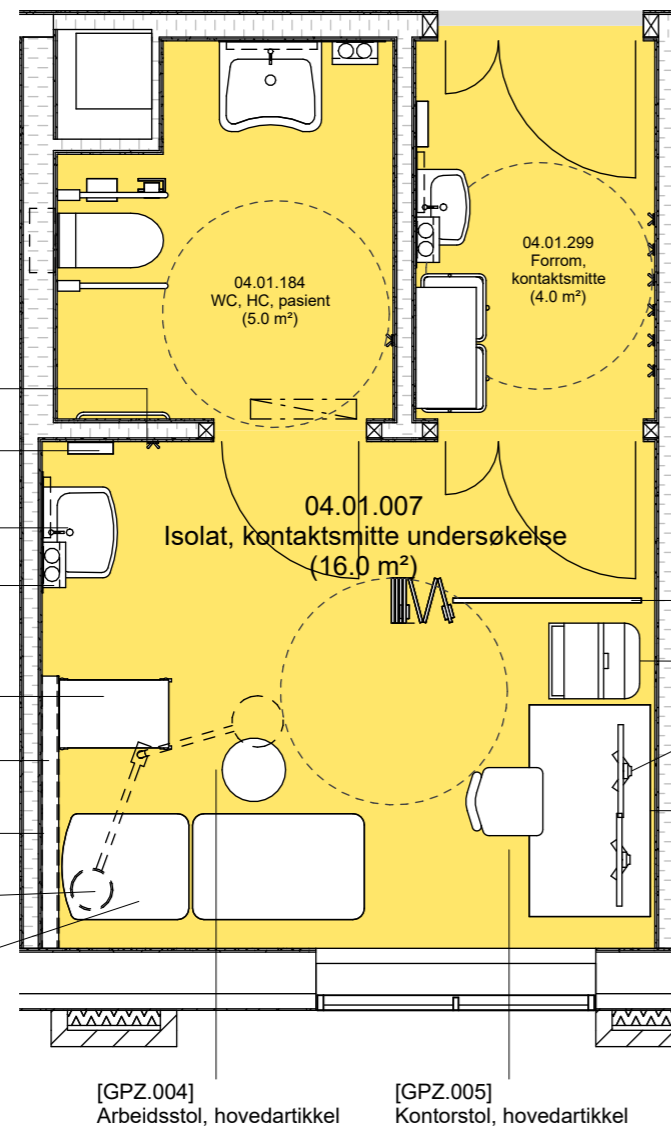 04.01.184
WC, HC, pasient
(5.0 m²)
04.01.299
Forrom,
kontaktsmitte
(4.0 m²)
04.01.007
Isolat, kontaktsmitte undersøkelse
(16.0 m²)
[GPZ.004]
Arbeidsstol, hovedartikkel
[GPZ.005]
Kontorstol, hovedartikkel